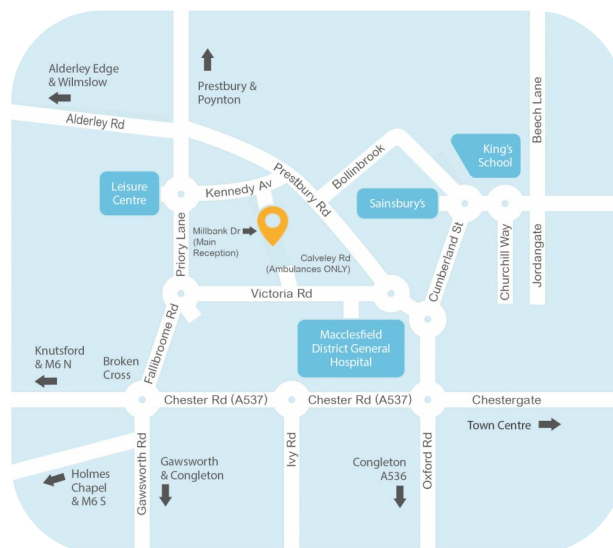 Alderley Edge
& Wilmslow
Prestbury &
Poynton
Alderley Rd
Beech Lane
King's
School
Bollinbrook
Prestbury Rd
Leisure
Centre
Kennedy Av
Sainsbury's
Millbank Dr
(Main
Reception)
Priory Lane
Calveley Rd
(Ambulances ONLY)
Cumberland St
Churchill Way
Jordangate
Victoria Rd
Macclesfield
District General
Hospital
Fallibroome Rd
Knutsford
& M6 N
Broken
Cross
Chester Rd (A537)
Chester Rd (A537)
Chestergate
Town Centre
Gawsworth Rd
Gawsworth
& Congleton
Ivy Rd
Congleton
A536
Oxford Rd
Holmes
Chapel
& M6 S